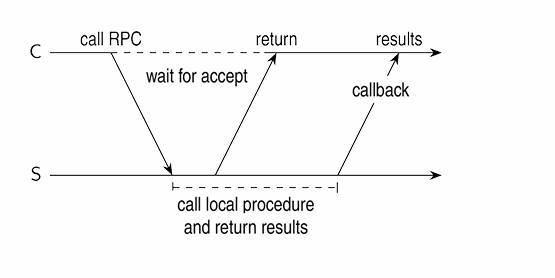 call RPC
return
results
C
wait for accept
callback
S
call local procedure
and return results